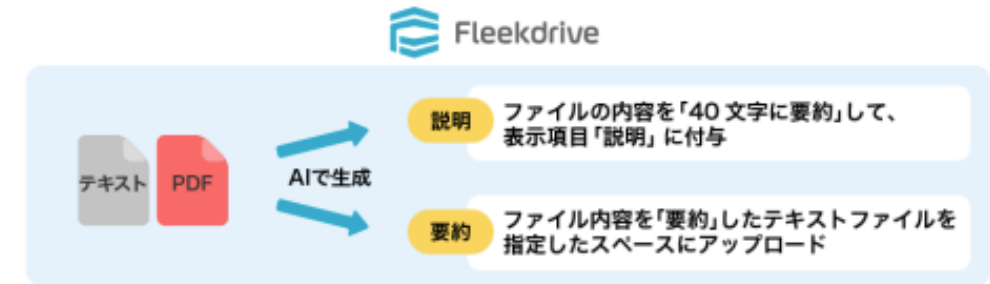 Fleekdrive
テキスト
PDF
AIで生成
説明
ファイルの内容を「40 文字に要約」して、
表示項目「説明」に付与
要約
ファイル内容を「要約」したテキストファイルを
指定したスペースにアップロード